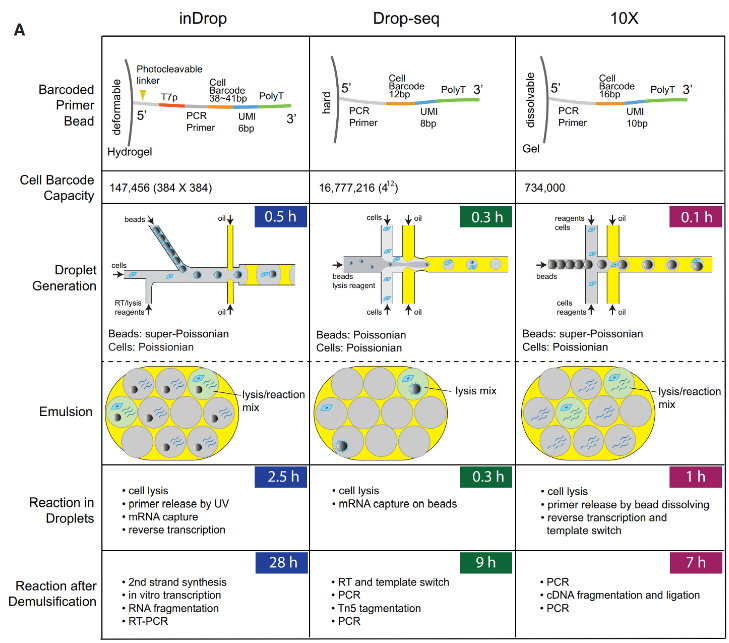 A
inDrop
Drop-seq
10X
Barcoded
Primer
Bead
deformable
Photocleavable
linker
T7p
5'
PCR
Primer
Cell
Barcode
38~41bp
UMI
6bp
PolyT
3'
Hydrogel
hard
5'
PCR
Primer
Cell
Barcode
12bp
UMI
8bp
PolyT
3'
dissolvable
5'
PCR
Primer
Cell
Barcode
16bp
UMI
10bp
PolyT
3'
Gel
Cell Barcode
Capacity
147,456 (384 X 384)
16,777,216 (4^12)
734,000
Droplet
Generation
0.5 h
beads
oil
cells
RT/lysis
reagents
oil
Beads: super-Poissonian
Cells: Poissionian
0.3 h
cells
oil
beads
lysis reagent
cells
oil
Beads: Poissonian
Cells: Poissionian
0.1 h
reagents
cells
oil
beads
cells
reagents
oil
Beads: super-Poissonian
Cells: Poissionian
Emulsion
lysis/reaction
mix
lysis mix
lysis/reaction
mix
Reaction in
Droplets
2.5 h
• cell lysis
• primer release by UV
• mRNA capture
• reverse transcription
0.3 h
• cell lysis
• mRNA capture on beads
1 h
• cell lysis
• primer release by bead dissolving
• reverse transcription and
template switch
Reaction after
Demulsification
28 h
• 2nd strand synthesis
• in vitro transcription
• RNA fragmentation
• RT-PCR
9 h
• RT and template switch
• PCR
• Tn5 tagmentation
• PCR
7 h
• PCR
• cDNA fragmentation and ligation
• PCR